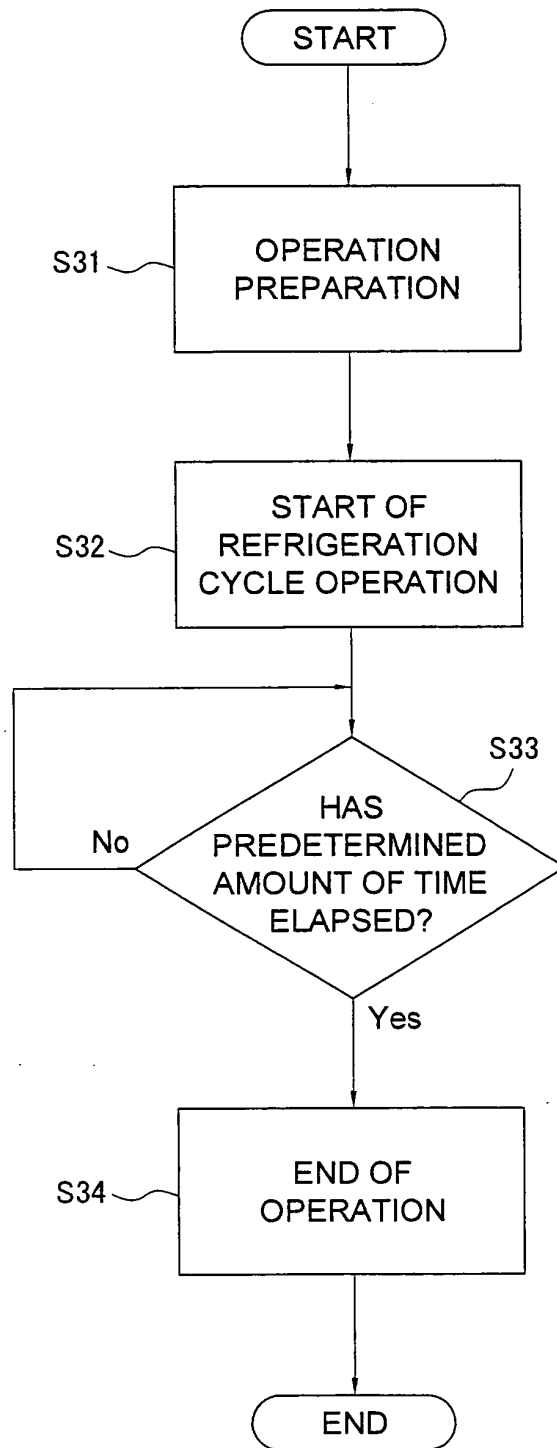 START
S31
OPERATION
PREPARATION
S32
START OF
REFRIGERATION
CYCLE OPERATION
S33
HAS
PREDETERMINED
AMOUNT OF TIME
ELAPSED?
No
Yes
S34
END OF
OPERATION
END